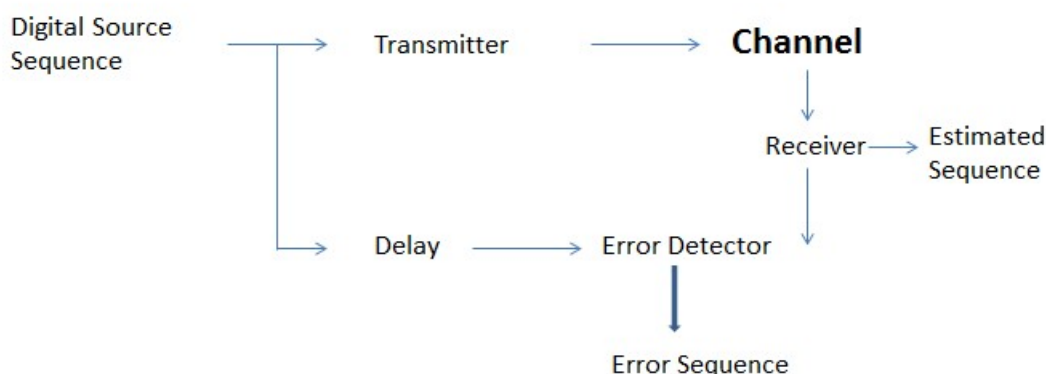 Digital Source
Sequence
Transmitter
Channel
Receiver
Estimated
Sequence
Delay
Error Detector
Error Sequence